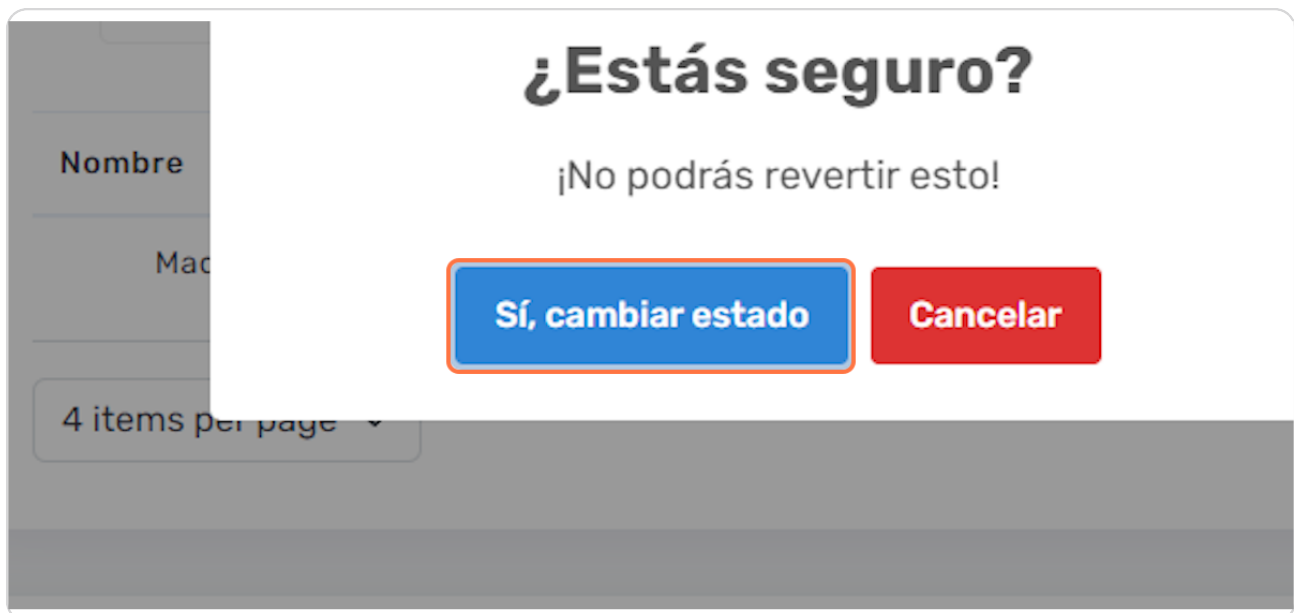 ¿Estás seguro?
¡No podrás revertir esto!
Nombre
Sí, cambiar estado
Cancelar
4 items per page